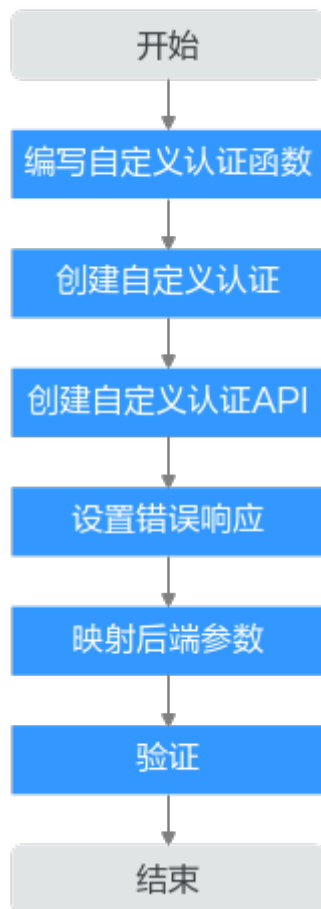 开始
编写自定义认证函数
创建自定义认证
创建自定义认证API
设置错误响应
映射后端参数
验证
结束